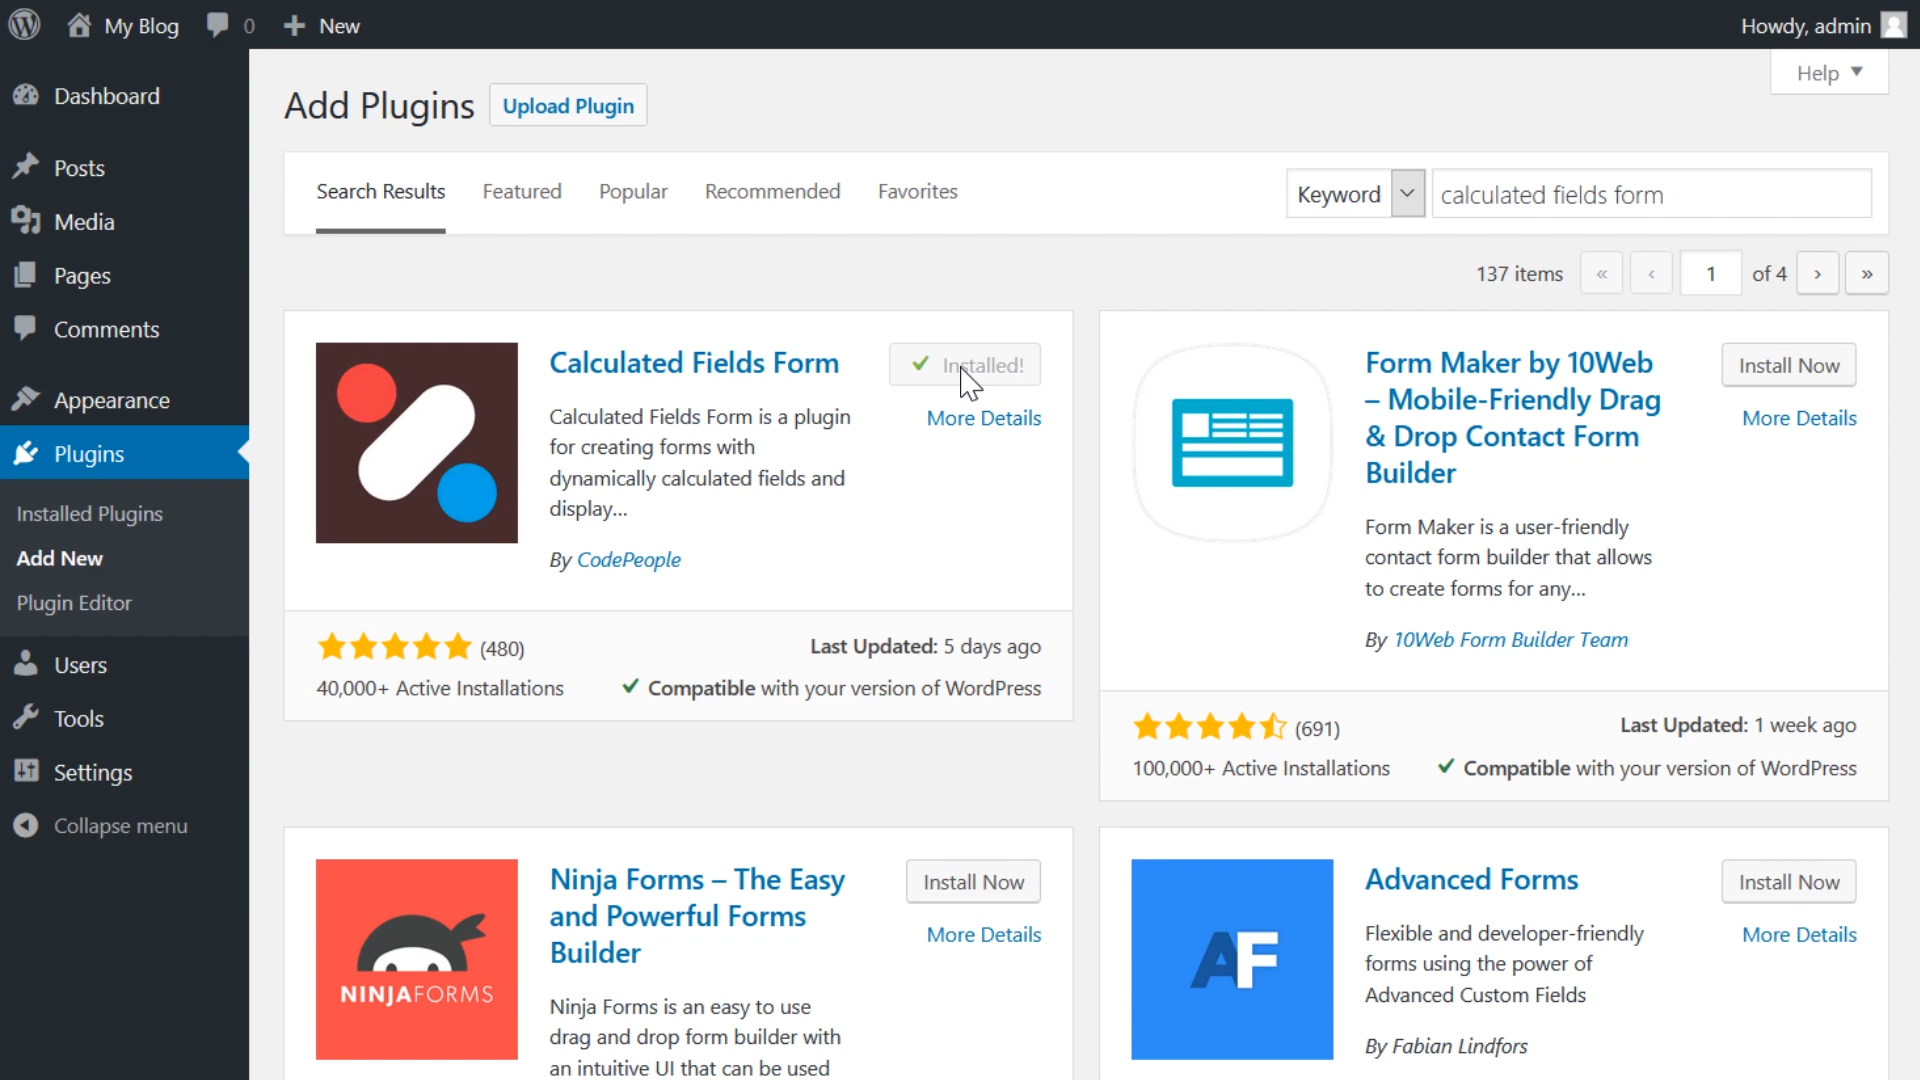 My Blog 0 New Howdy, admin
Help
Dashboard
Posts
Media
Pages
Comments
Appearance
Plugins
Installed Plugins
Add New
Plugin Editor
Users
Tools
Settings
Collapse menu
Add Plugins Upload Plugin
Search Results Featured Popular Recommended Favorites Keyword calculated fields form
137 items « ‹ 1 of 4 › »
Calculated Fields Form
Installed!
More Details
Calculated Fields Form is a plugin
for creating forms with
dynamically calculated fields and
display...
By CodePeople
(480) Last Updated: 5 days ago
40,000+ Active Installations Compatible with your version of WordPress
Form Maker by 10Web
– Mobile-Friendly Drag
& Drop Contact Form
Builder
Install Now
More Details
Form Maker is a user-friendly
contact form builder that allows
to create forms for any...
By 10Web Form Builder Team
(691) Last Updated: 1 week ago
100,000+ Active Installations Compatible with your version of WordPress
NINJAFORMS
Ninja Forms – The Easy
and Powerful Forms
Builder
Install Now
More Details
Ninja Forms is an easy to use
drag and drop form builder with
an intuitive UI that can be used
AF
Advanced Forms
Install Now
More Details
Flexible and developer-friendly
forms using the power of
Advanced Custom Fields
By Fabian Lindfors